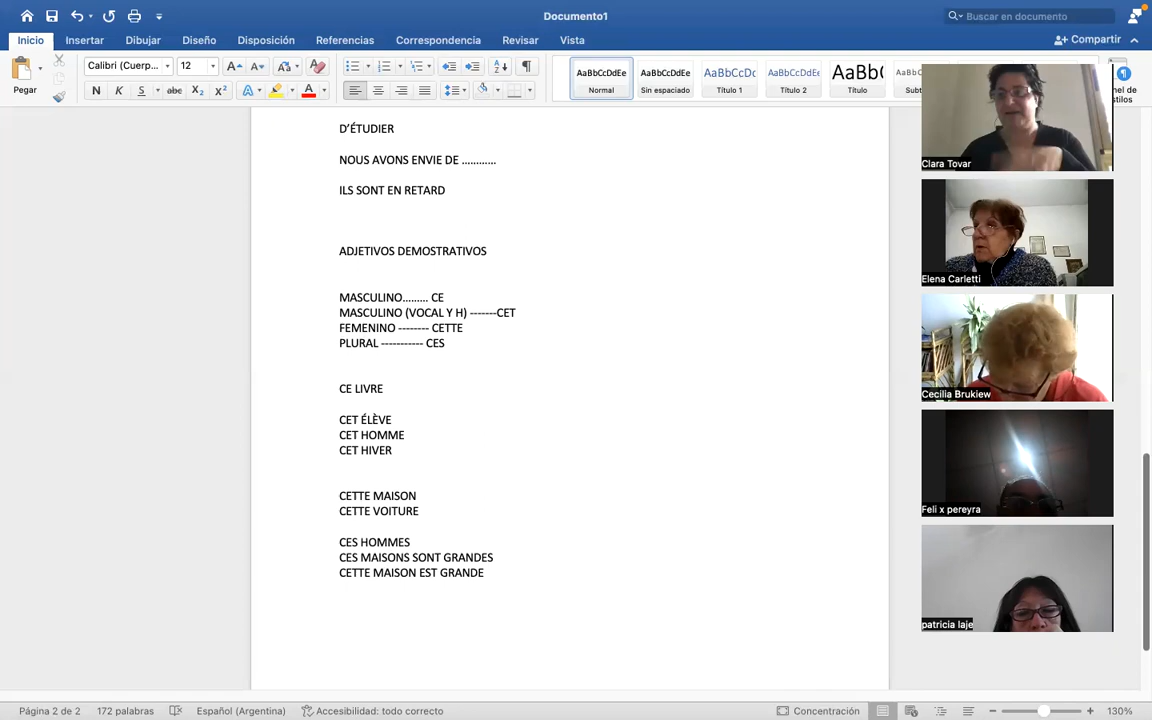 Documento1
Buscar en documento
Inicio
Insertar
Dibujar
Diseño
Disposición
Referencias
Correspondencia
Revisar
Vista
Compartir
Pegar
Calibri (Cuerp...
12
N K S abc X2 X2
AaBbCcDdEe
Normal
AaBbCcDdEe
Sin espaciado
AaBbCcDc
Título 1
AaBbCcDdEe
Título 2
AaBb(
Título
Subt
D'ÉTUDIER
NOUS AVONS ENVIE DE ............
ILS SONT EN RETARD
ADJETIVOS DEMOSTRATIVOS
MASCULINO......... CE
MASCULINO (VOCAL Y H) -------CET
FEMENINO -------- CETTE
PLURAL ----------- CES
CE LIVRE
CET ÉLÈVE
CET HOMME
CET HIVER
CETTE MAISON
CETTE VOITURE
CES HOMMES
CES MAISONS SONT GRANDES
CETTE MAISON EST GRANDE
Clara Tovar
Elena Carletti
Cecilia Brukiew
Feli x pereyra
patricia laje
Página 2 de 2
172 palabras
Español (Argentina)
Accesibilidad: todo correcto
Concentración
130%